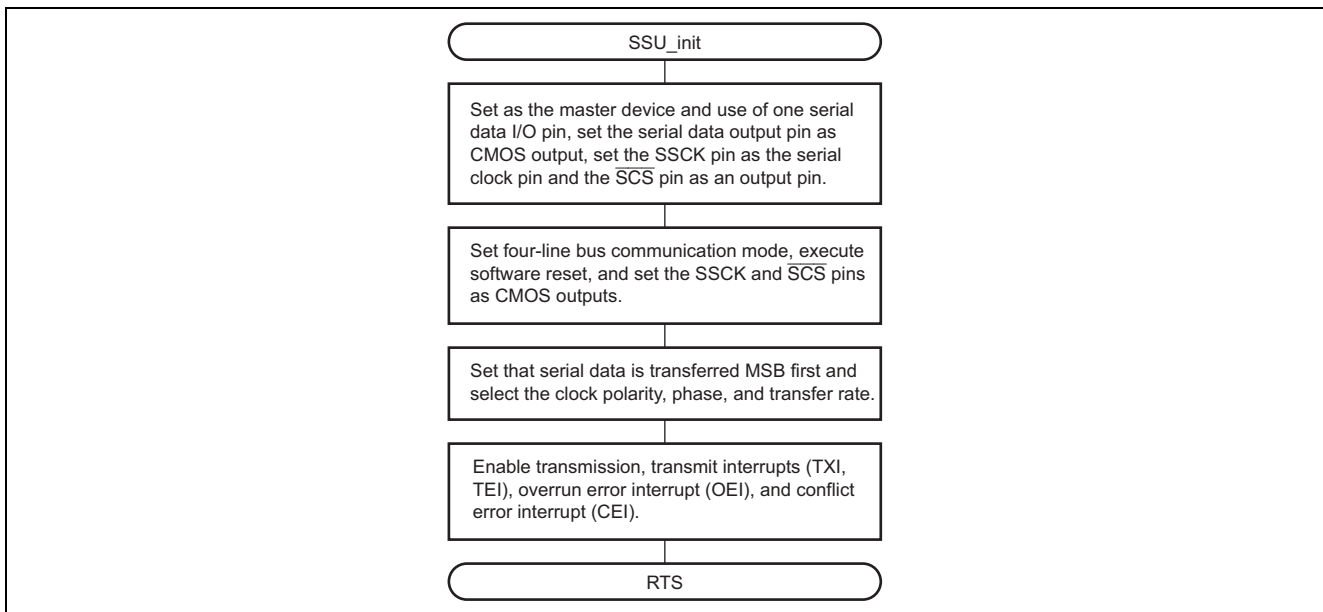 SSU_init
Set as the master device and use of one serial
data I/O pin, set the serial data output pin as
CMOS output, set the SSCK pin as the serial
clock pin and the S̅C̅S̅ pin as an output pin.
Set four-line bus communication mode, execute
software reset, and set the SSCK and S̅C̅S̅ pins
as CMOS outputs.
Set that serial data is transferred MSB first and
select the clock polarity, phase, and transfer rate.
Enable transmission, transmit interrupts (TXI,
TEI), overrun error interrupt (OEI), and conflict
error interrupt (CEI).
RTS